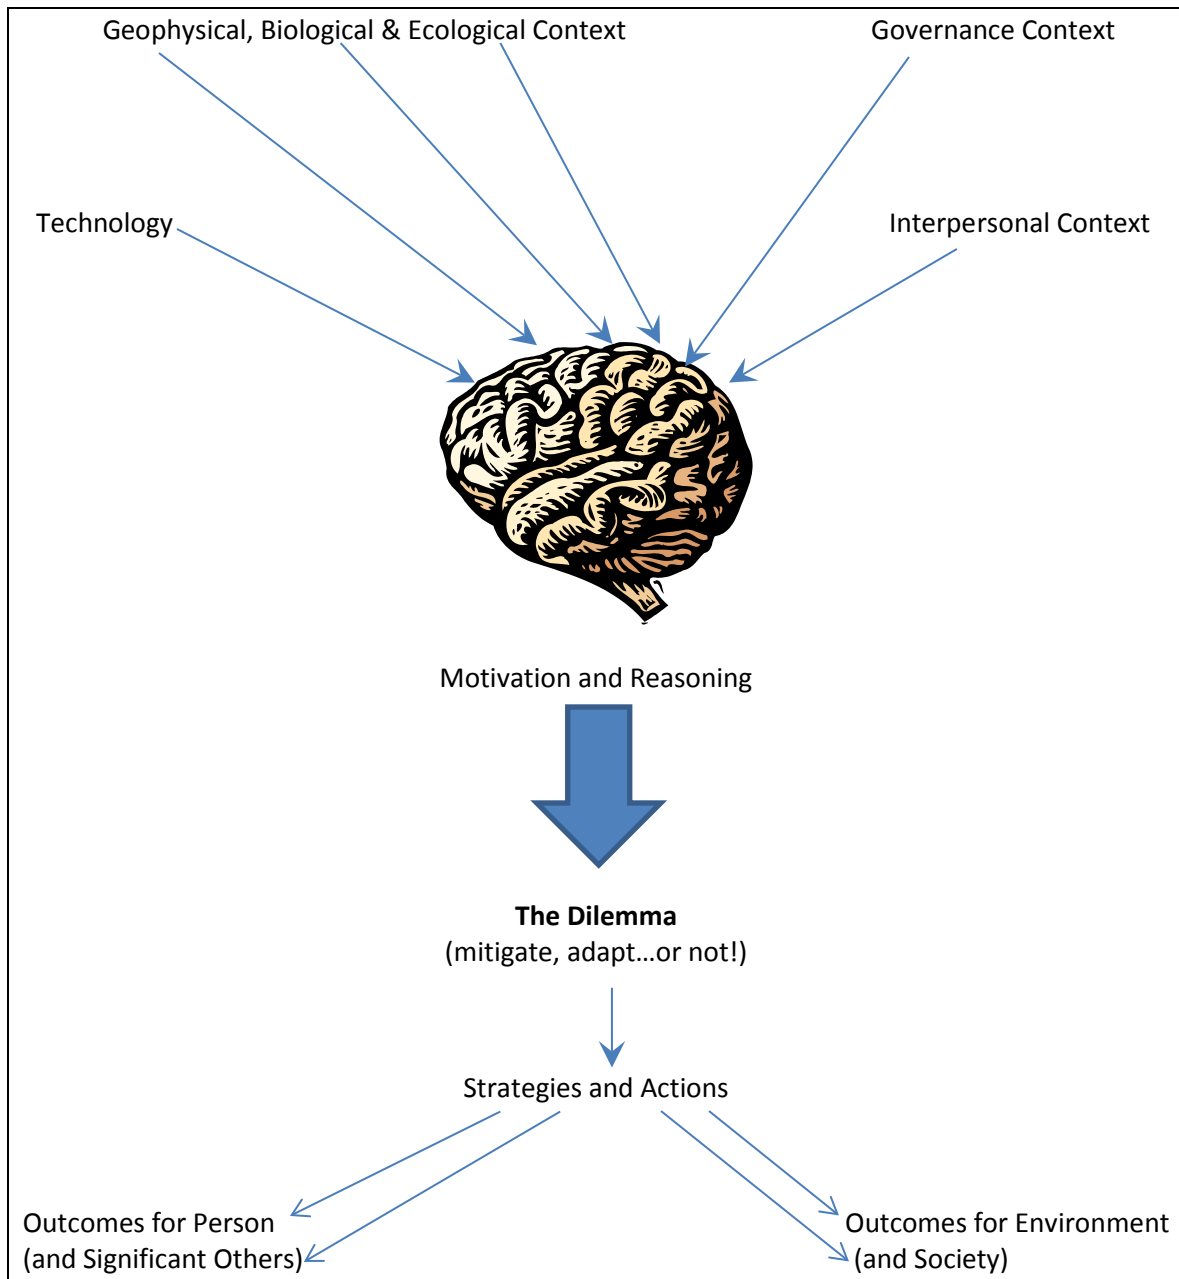 Geophysical, Biological & Ecological Context
Governance Context
Technology
Interpersonal Context
Motivation and Reasoning
The Dilemma
(mitigate, adapt…or not!)
Strategies and Actions
Outcomes for Person
(and Significant Others)
Outcomes for Environment
(and Society)